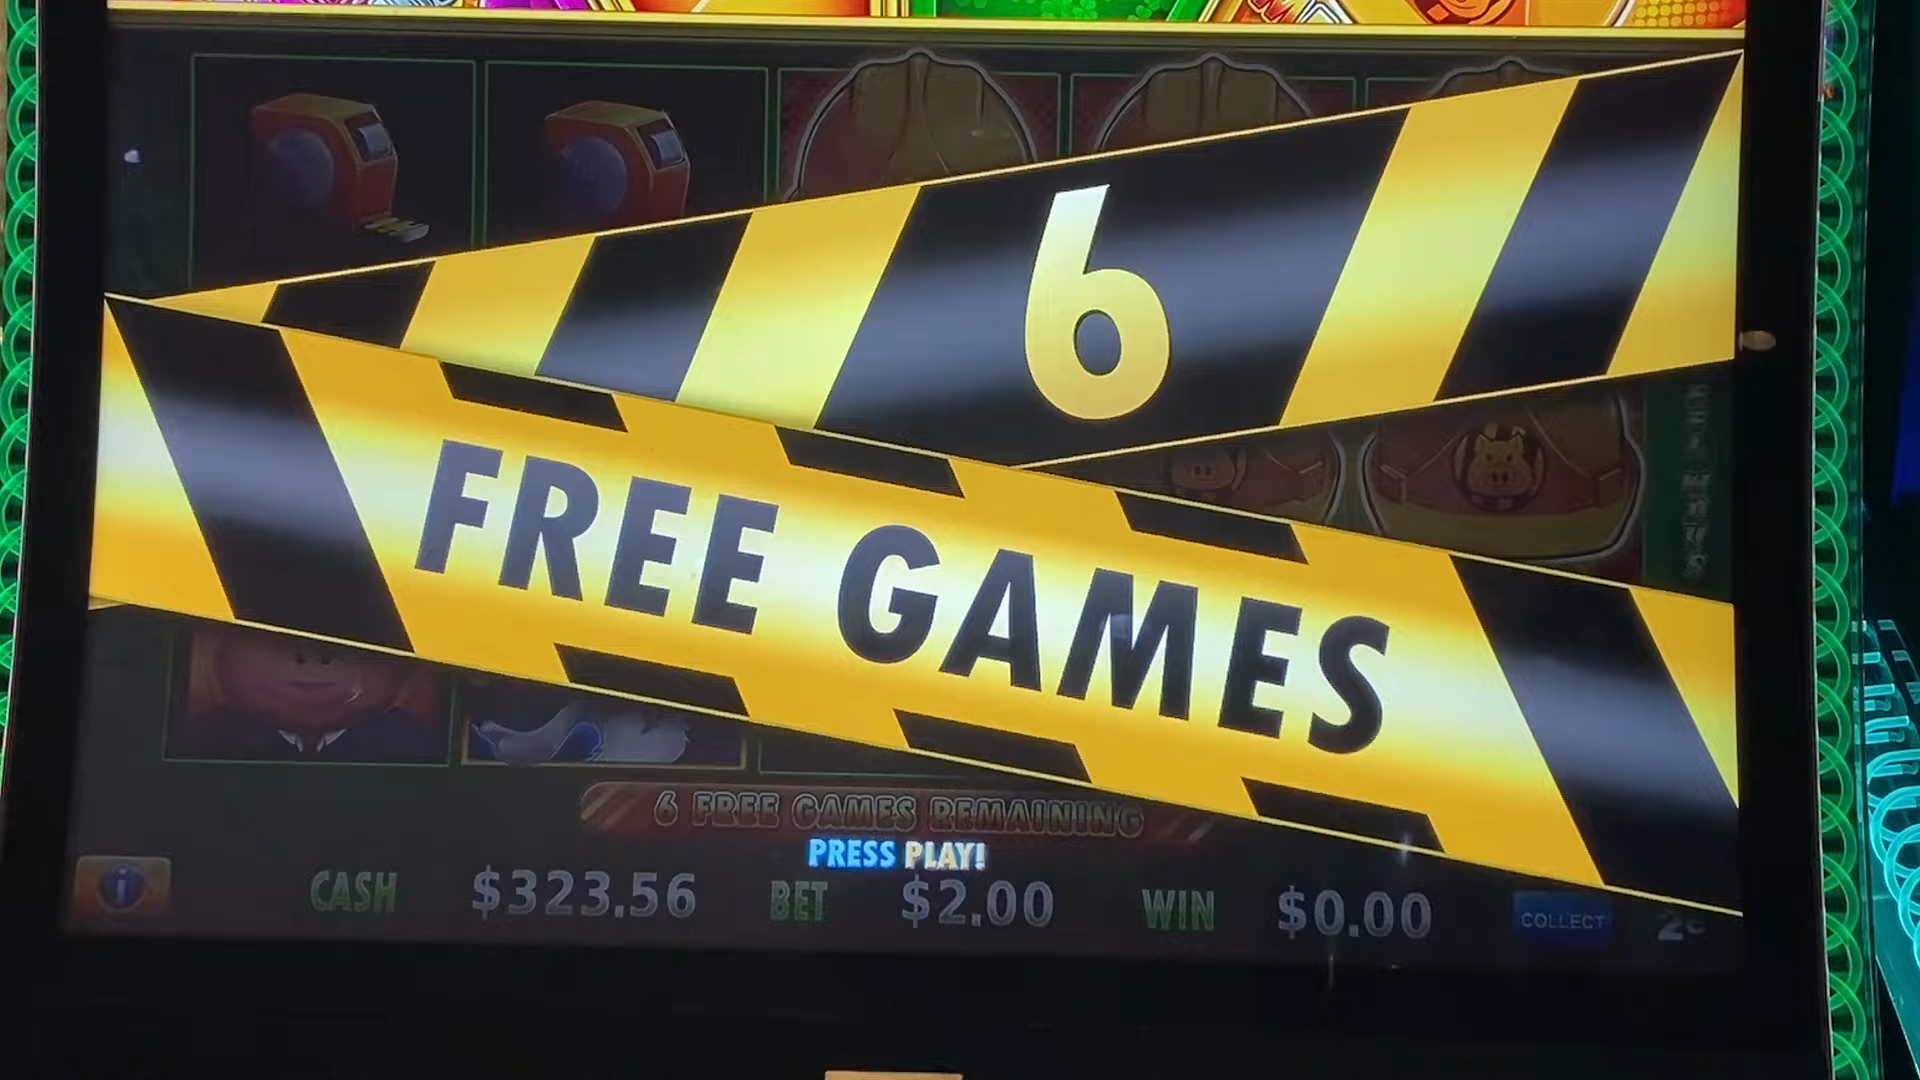 6
FREE GAMES
6 FREE GAMES REMAINING
PRESS PLAY!
CASH $323.56 BET $2.00 WIN $0.00 COLLECT 2¢